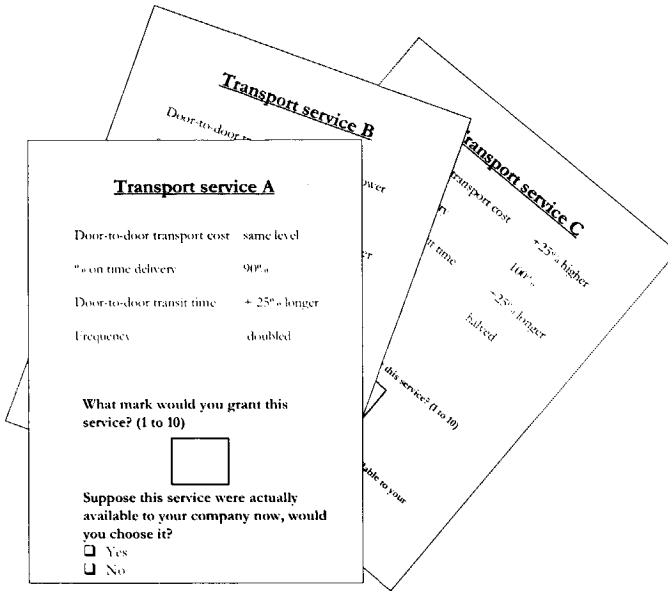 Transport service A
Door-to-door transport cost same level
% on time delivery 90%
Door-to-door transit time + 25% longer
Frequency doubled
What mark would you grant this
service? (1 to 10)
Suppose this service were actually
available to your company now, would
you choose it?
❑ Yes
❑ No
Transport service B
Door-to-door
Transport service C
transport cost +25% higher
100%
time +25% longer
halved
this service? (1 to 10)
to your